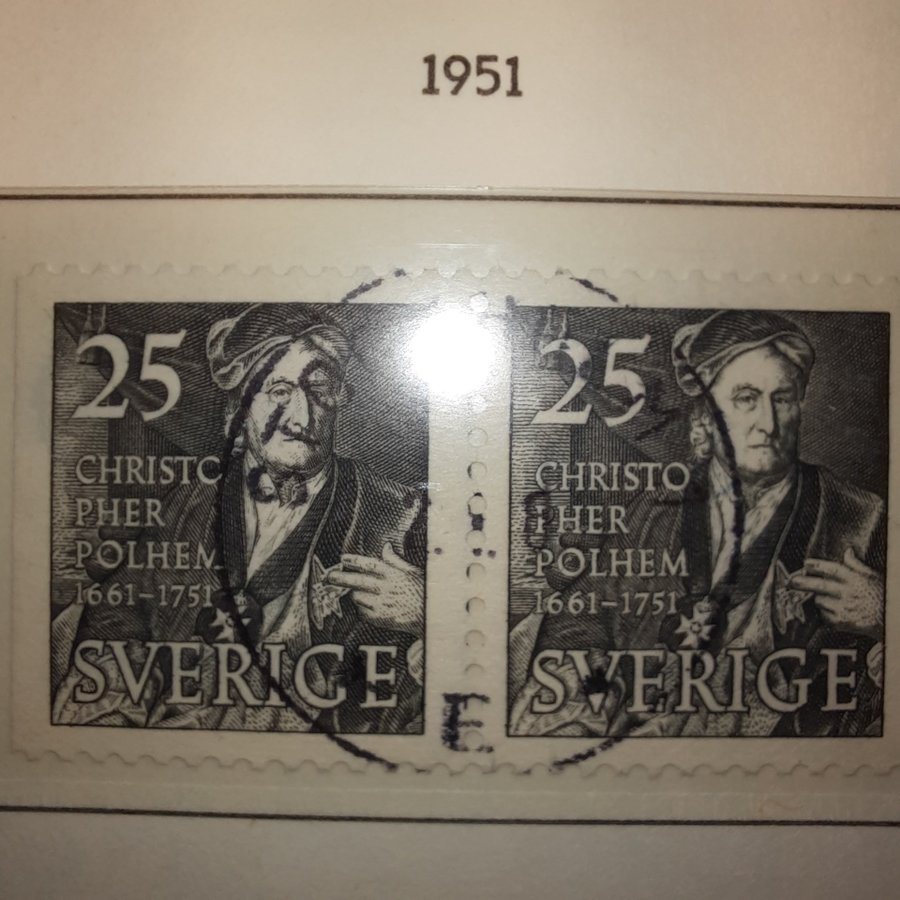 1951
25
CHRISTO
PHER
POLHEM
1661-1751
SVERIGE
25
CHRISTO
PHER
POLHEM
1661-1751
SVERIGE